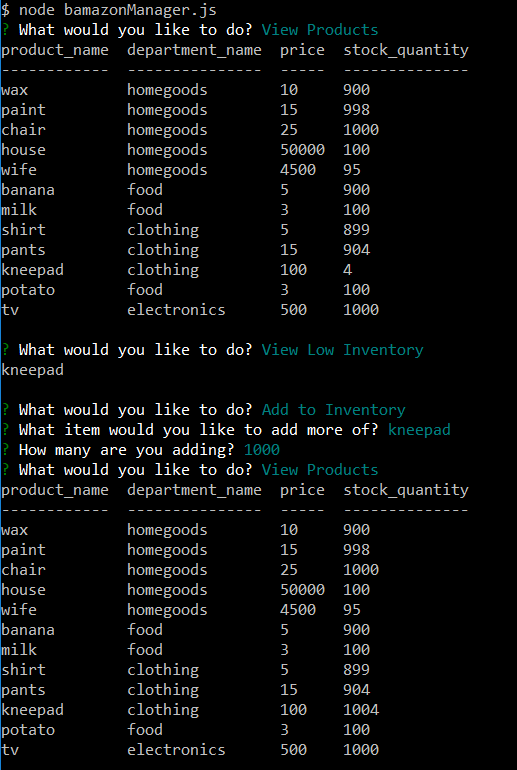 $ node bamazonManager.js
? What would you like to do? View Products
product_name  department_name  price  stock_quantity
------------  ---------------  -----  --------------
wax           homegoods        10     900
paint         homegoods        15     998
chair         homegoods        25     1000
house         homegoods        50000  100
wife          homegoods        4500   95
banana        food             5      900
milk          food             3      100
shirt         clothing         5      899
pants         clothing         15     904
kneepad       clothing         100    4
potato        food             3      100
tv            electronics      500    1000
? What would you like to do? View Low Inventory
kneepad
? What would you like to do? Add to Inventory
? What item would you like to add more of? kneepad
? How many are you adding? 1000
? What would you like to do? View Products
product_name  department_name  price  stock_quantity
------------  ---------------  -----  --------------
wax           homegoods        10     900
paint         homegoods        15     998
chair         homegoods        25     1000
house         homegoods        50000  100
wife          homegoods        4500   95
banana        food             5      900
milk          food             3      100
shirt         clothing         5      899
pants         clothing         15     904
kneepad       clothing         100    1004
potato        food             3      100
tv            electronics      500    1000